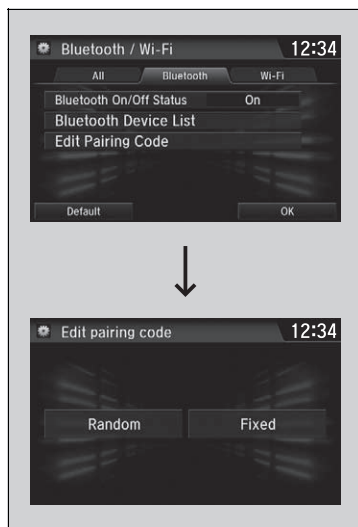 Bluetooth / Wi-Fi 12:34
All Bluetooth Wi-Fi
Bluetooth On/Off Status On
Bluetooth Device List
Edit Pairing Code
Default OK
Edit pairing code 12:34
Random Fixed